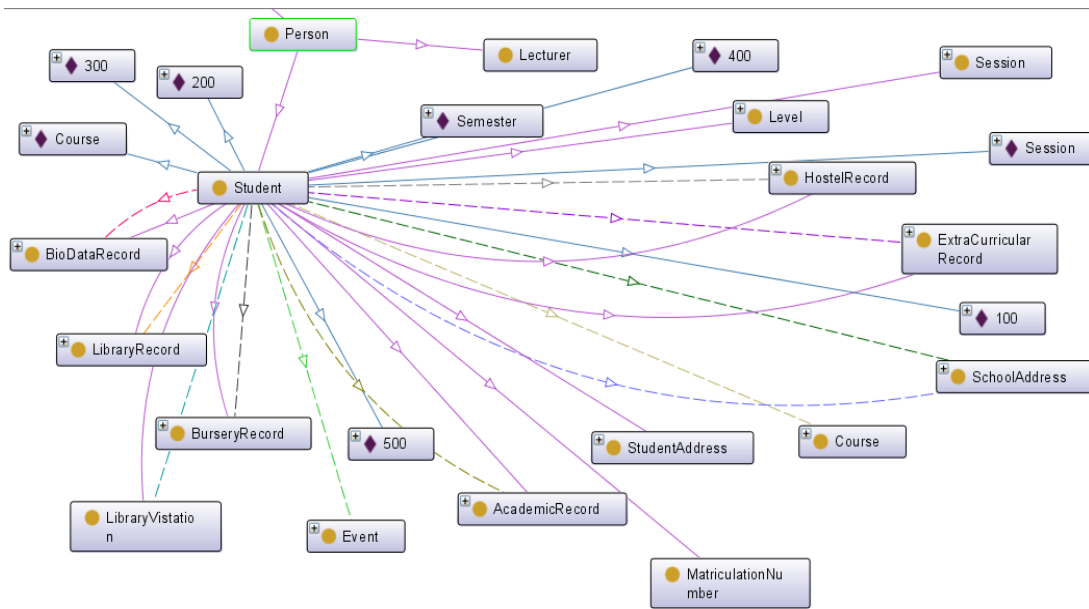 Person
Lecturer
300
200
400
Session
Course
Semester
Level
Session
Student
HostelRecord
BioDataRecord
ExtraCurricular
Record
100
LibraryRecord
SchoolAddress
BurseryRecord
500
StudentAddress
Course
LibraryVistatio
n
Event
AcademicRecord
MatriculationNu
mber